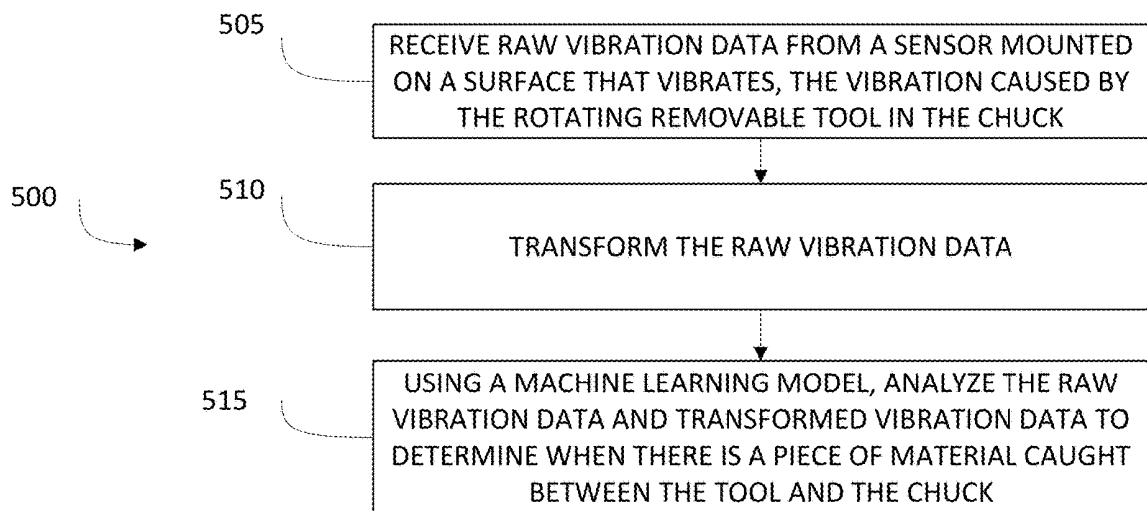 505
RECEIVE RAW VIBRATION DATA FROM A SENSOR MOUNTED
ON A SURFACE THAT VIBRATES, THE VIBRATION CAUSED BY
THE ROTATING REMOVABLE TOOL IN THE CHUCK
500
510
TRANSFORM THE RAW VIBRATION DATA
515
USING A MACHINE LEARNING MODEL, ANALYZE THE RAW
VIBRATION DATA AND TRANSFORMED VIBRATION DATA TO
DETERMINE WHEN THERE IS A PIECE OF MATERIAL CAUGHT
BETWEEN THE TOOL AND THE CHUCK